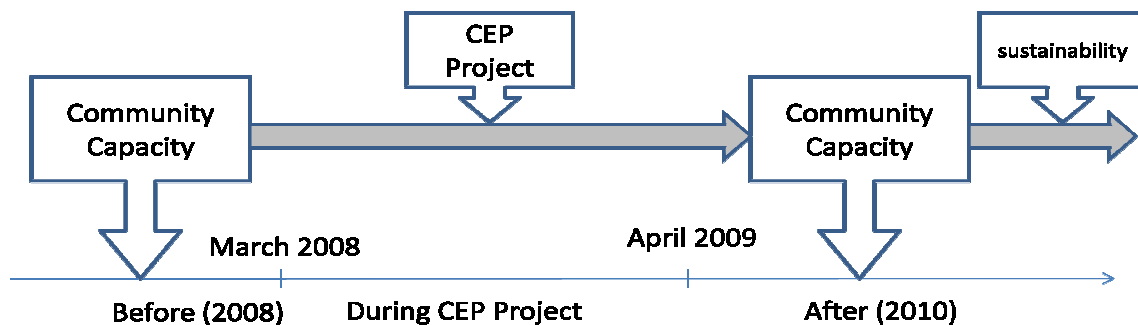 CEP
Project
sustainability
Community
Capacity
Community
Capacity
March 2008
April 2009
Before (2008)
During CEP Project
After (2010)